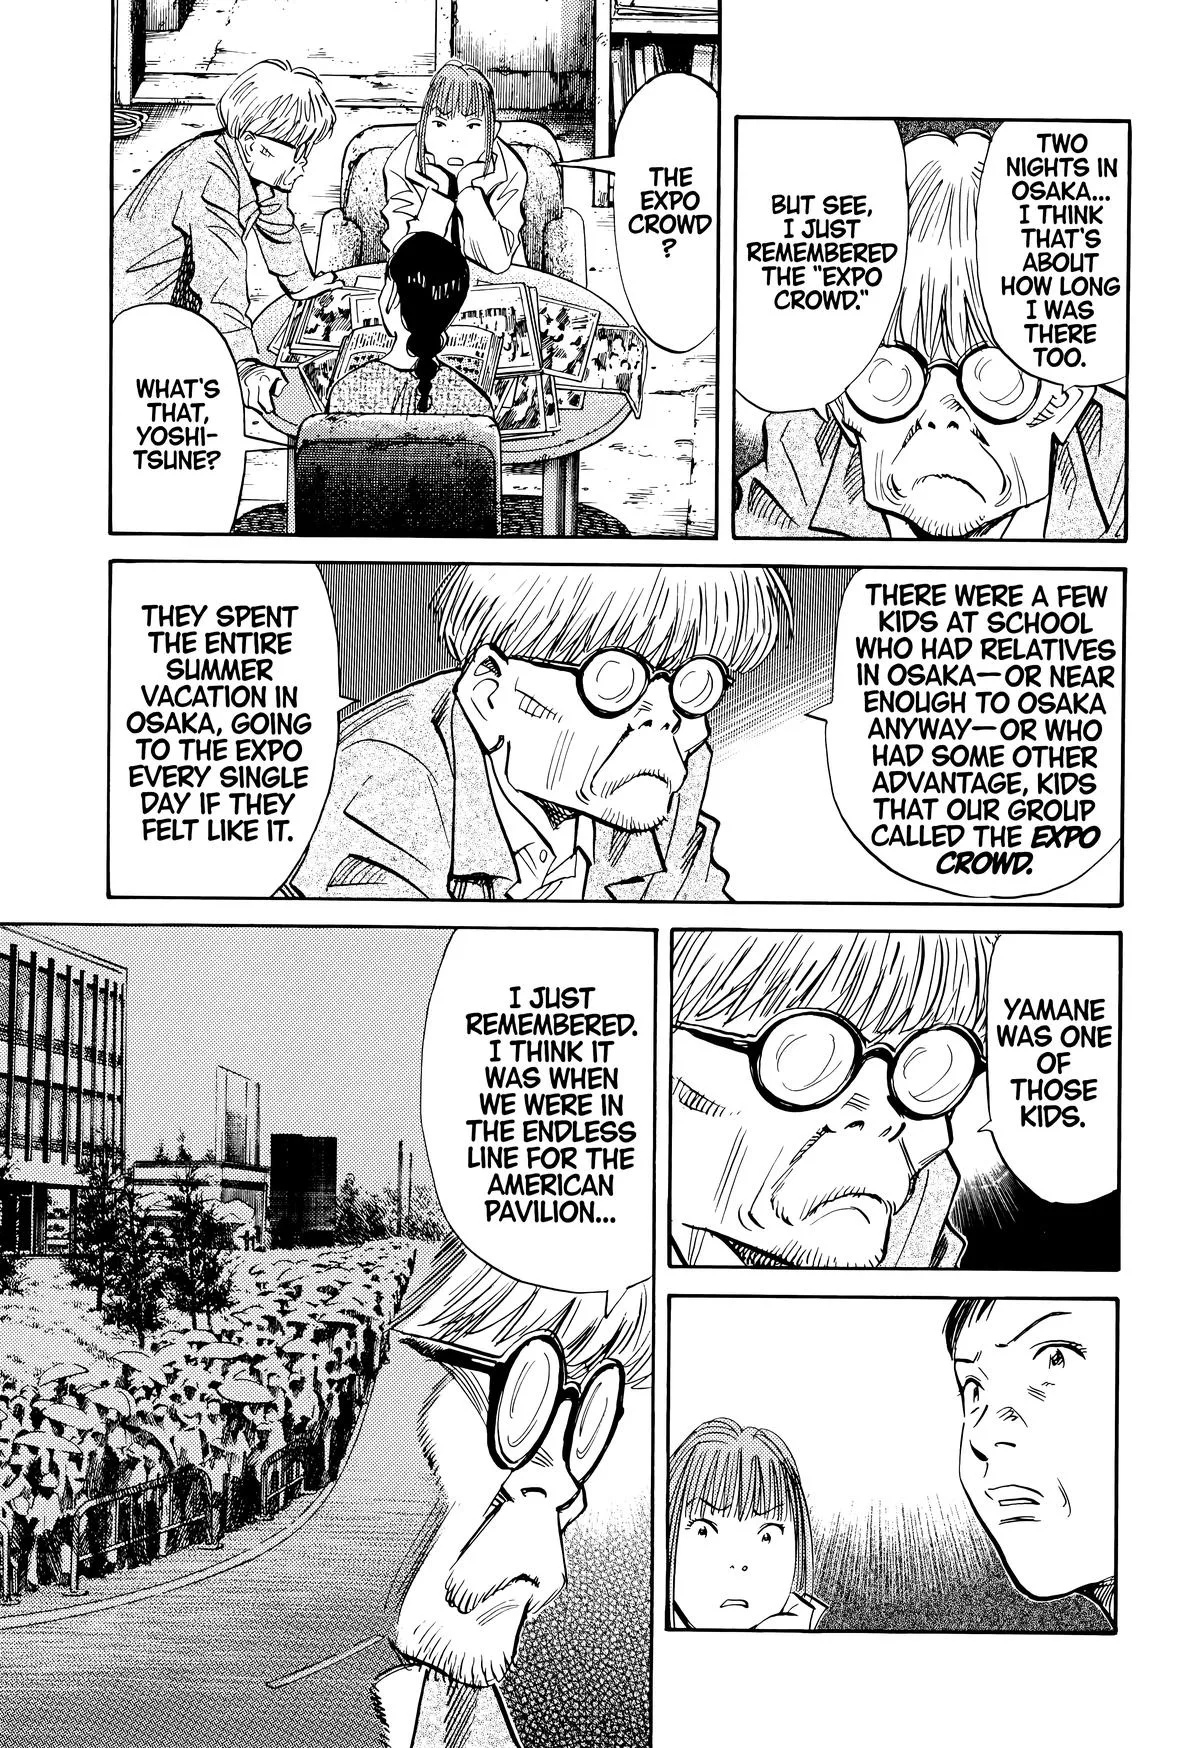 TWO
NIGHTS IN
OSAKA...
I THINK
THAT'S
ABOUT
HOW LONG
I WAS
THERE
TOO.
BUT SEE,
I JUST
REMEMBERED
THE "EXPO
CROWD."
THE
EXPO
CROWD
?
WHAT'S
THAT,
YOSHI-
TSUNE?
THERE WERE A FEW
KIDS AT SCHOOL
WHO HAD RELATIVES
IN OSAKA—OR NEAR
ENOUGH TO OSAKA
ANYWAY—OR WHO
HAD SOME OTHER
ADVANTAGE, KIDS
THAT OUR GROUP
CALLED THE EXPO
CROWD.
THEY SPENT
THE ENTIRE
SUMMER
VACATION IN
OSAKA, GOING
TO THE EXPO
EVERY SINGLE
DAY IF THEY
FELT LIKE IT.
YAMANE
WAS ONE
OF
THOSE
KIDS.
I JUST
REMEMBERED.
I THINK IT
WAS WHEN
WE WERE IN
THE ENDLESS
LINE FOR THE
AMERICAN
PAVILION...